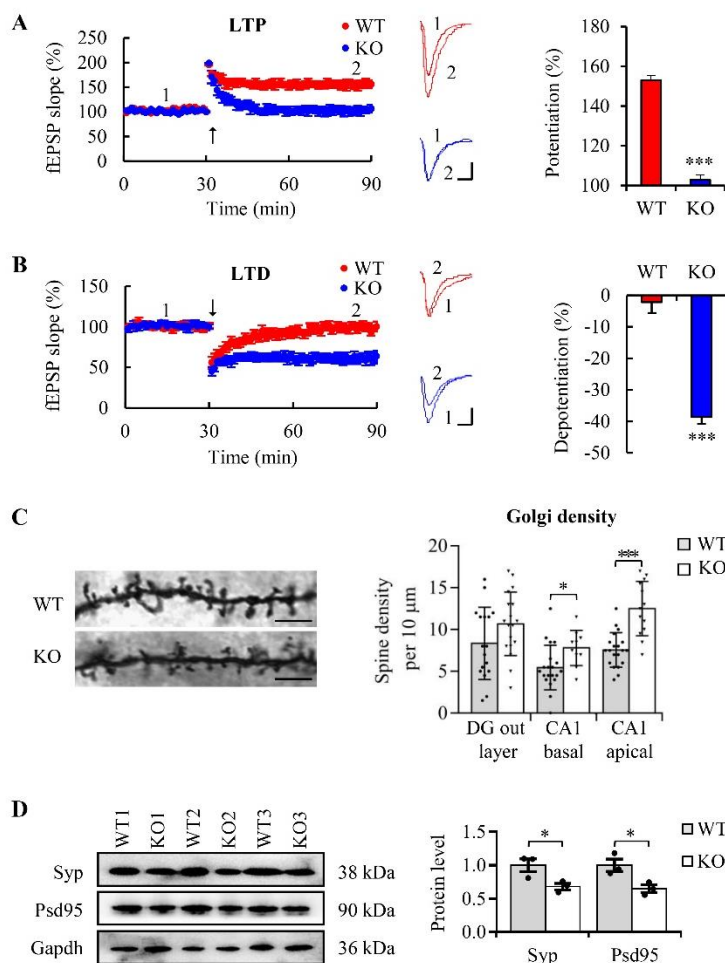 A
LTP
WT
KO
fEPSP slope (%)
250
200
150
100
50
0
1
2
0
30
60
90
Time (min)
1
2
1
2
Potentiation (%)
180
160
140
120
100
***
WT
KO
B
LTD
WT
KO
fEPSP slope (%)
150
100
50
0
1
2
0
30
60
90
Time (min)
2
1
2
1
WT
KO
Depotentiation (%)
0
-10
-20
-30
-40
-50
***
C
WT
KO
Golgi density
WT
KO
Spine density
per 10 µm
20
15
10
5
0
*
***
DG out
layer
CA1
basal
CA1
apical
D
WT1
KO1
WT2
KO2
WT3
KO3
Syp
38 kDa
Psd95
90 kDa
Gapdh
36 kDa
WT
KO
Protein level
1.5
1.0
0.5
0.0
*
*
Syp
Psd95